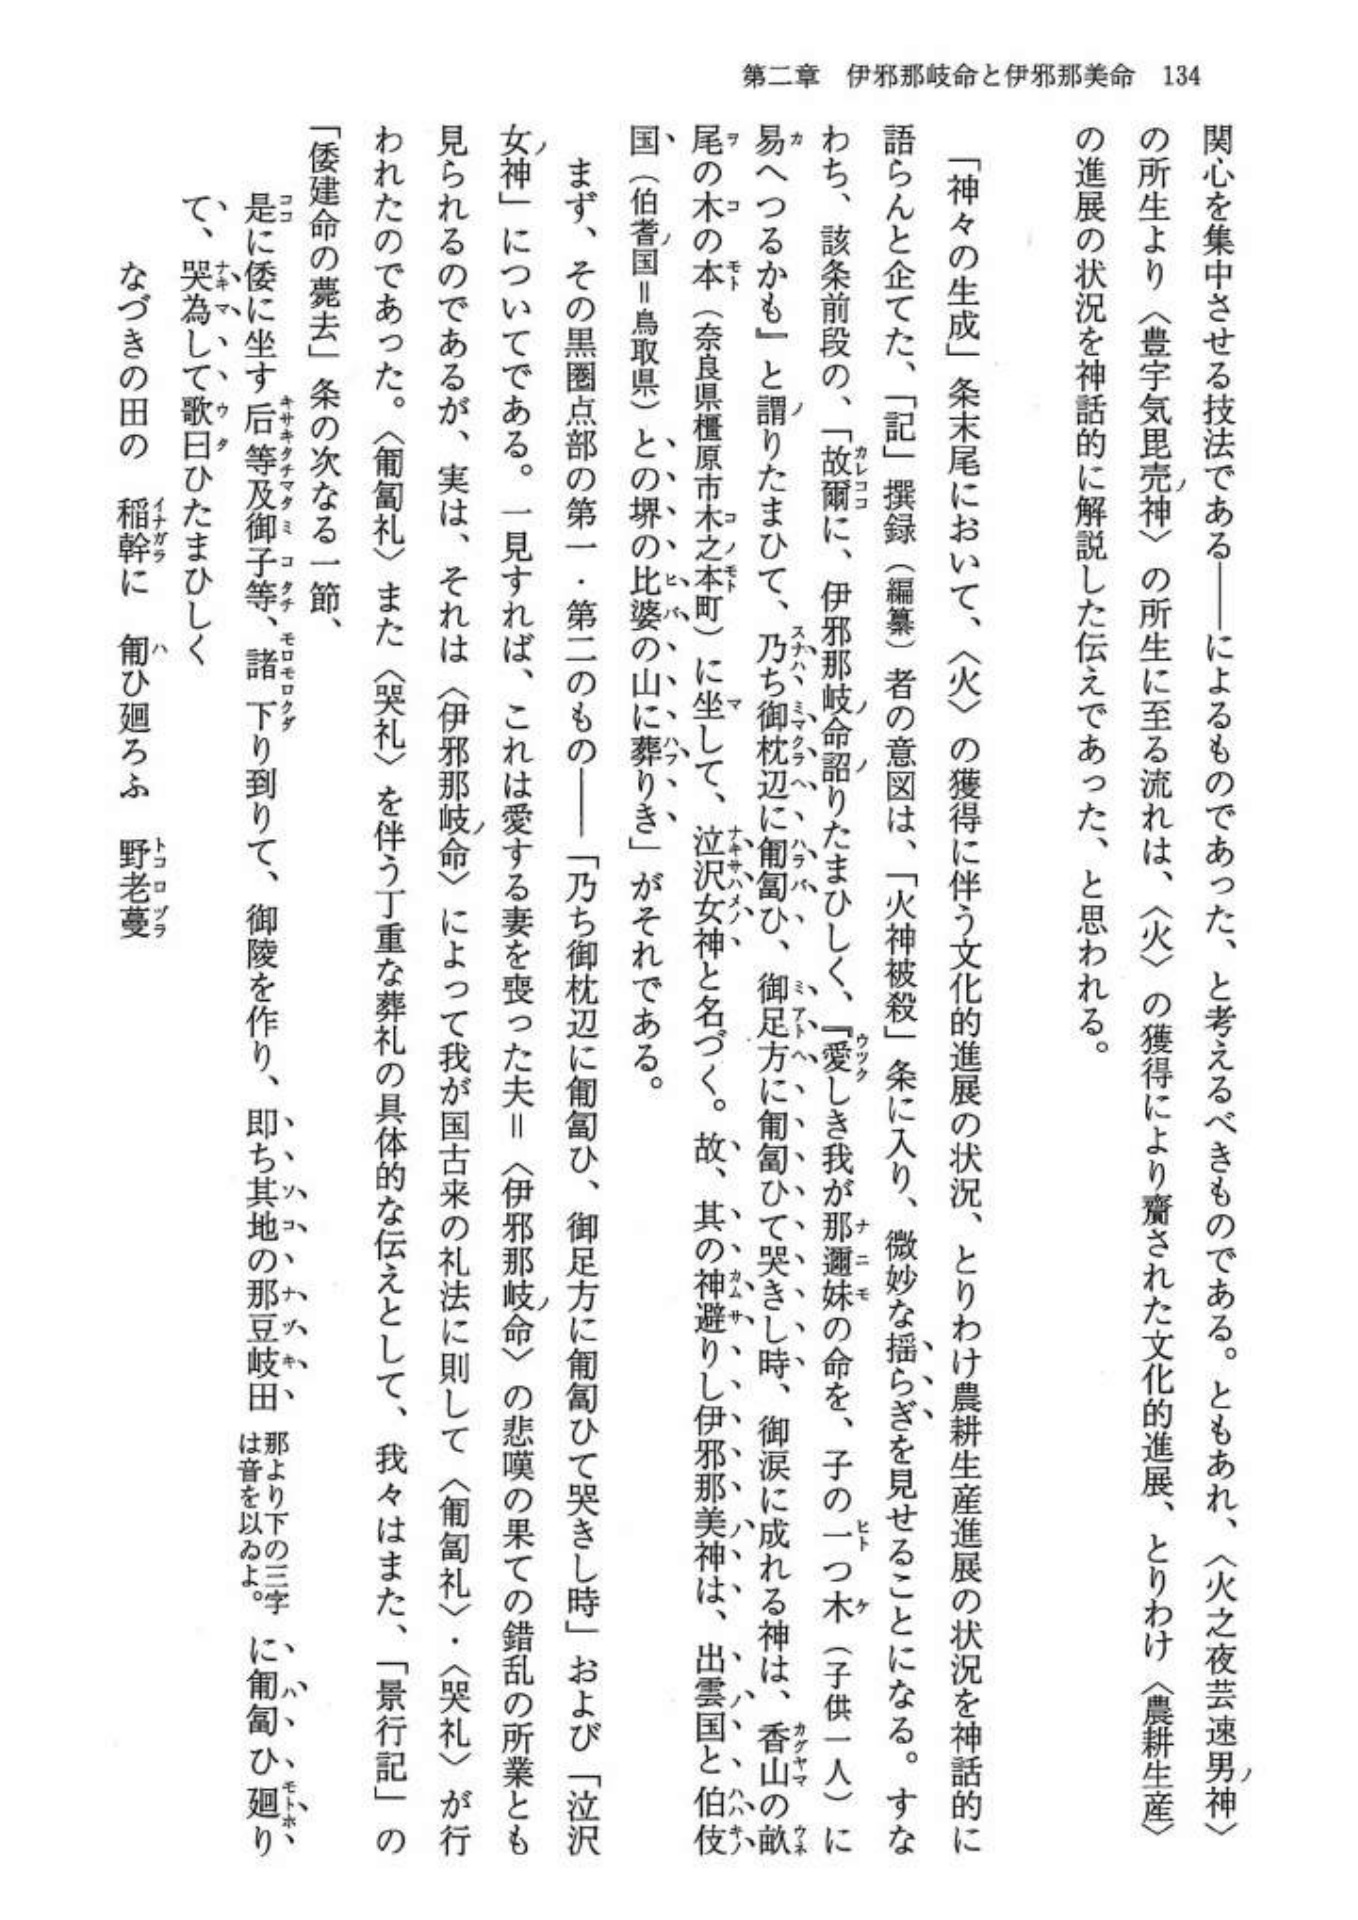 第二章　伊邪那岐命と伊邪那美命　134
関心を集中させる技法である――によるものであった、と考えるべきものである。ともあれ、〈火之夜芸速男ノ神〉
の所生より〈豊宇気毘売ノ神〉の所生に至る流れは、〈火〉の獲得により齎された文化的進展、とりわけ〈農耕生産〉
の進展の状況を神話的に解説した伝えであった、と思われる。
「神々の生成」条末尾において、〈火〉の獲得に伴う文化的進展の状況、とりわけ農耕生産進展の状況を神話的に
語らんと企てた、「記」撰録（編纂）者の意図は、「火神被殺」条に入り、微妙な揺らぎを見せることになる。すな
わち、該条前段の、「故爾に、伊邪那岐ノ命詔ノりたまひしく、『愛しき我が那邇妹の命を、子の一つ木（子供一人）に
易へつるかも』と謂ノりたまひて、乃ち御枕辺に匍匐ひ、御足方に匍匐ひて哭きし時、御涙に成れる神は、香山の畝
尾の木の本（奈良県橿原市木之本町）に坐して、泣沢女神と名づく。故、其の神避りし伊邪那美神は、出雲国と伯伎
国（伯耆ノ国＝鳥取県）との堺の比婆の山に葬りき」がそれである。
まず、その黒圏点部の第一・第二のもの――「乃ち御枕辺に匍匐ひ、御足方に匍匐ひて哭きし時」および「泣沢
女ノ神」についてである。一見すれば、これは愛する妻を喪った夫＝〈伊邪那岐ノ命〉の悲嘆の果ての錯乱の所業とも
見られるのであるが、実は、それは〈伊邪那岐ノ命〉によって我が国古来の礼法に則して〈匍匐礼〉・〈哭礼〉が行
われたのであった。〈匍匐礼〉また〈哭礼〉を伴う丁重な葬礼の具体的な伝えとして、我々はまた、「景行記」の
「倭建命の薨去」条の次なる一節、
是に倭に坐す后等及御子等、諸下り到りて、御陵を作り、即ち其地の那豆岐田 那より下の三字は音を以ゐよ。 に匍匐ひ廻り
て、哭為して歌曰ひたまひしく
なづきの田の　稲幹に　匍ひ廻ろふ　野老蔓